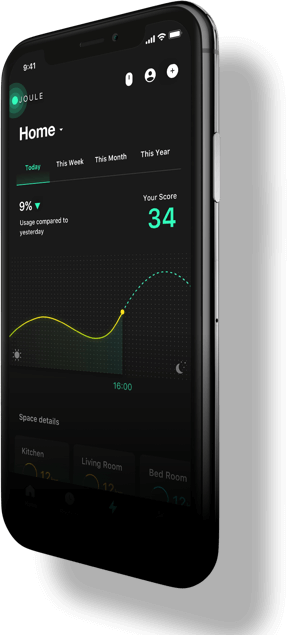 9:41
JOULE
Home
Today This Week This Month This Year
9% Your Score
Usage compared to
yesterday
34
16:00
Space details
Kitchen Living Room Bed Room
12 12 12